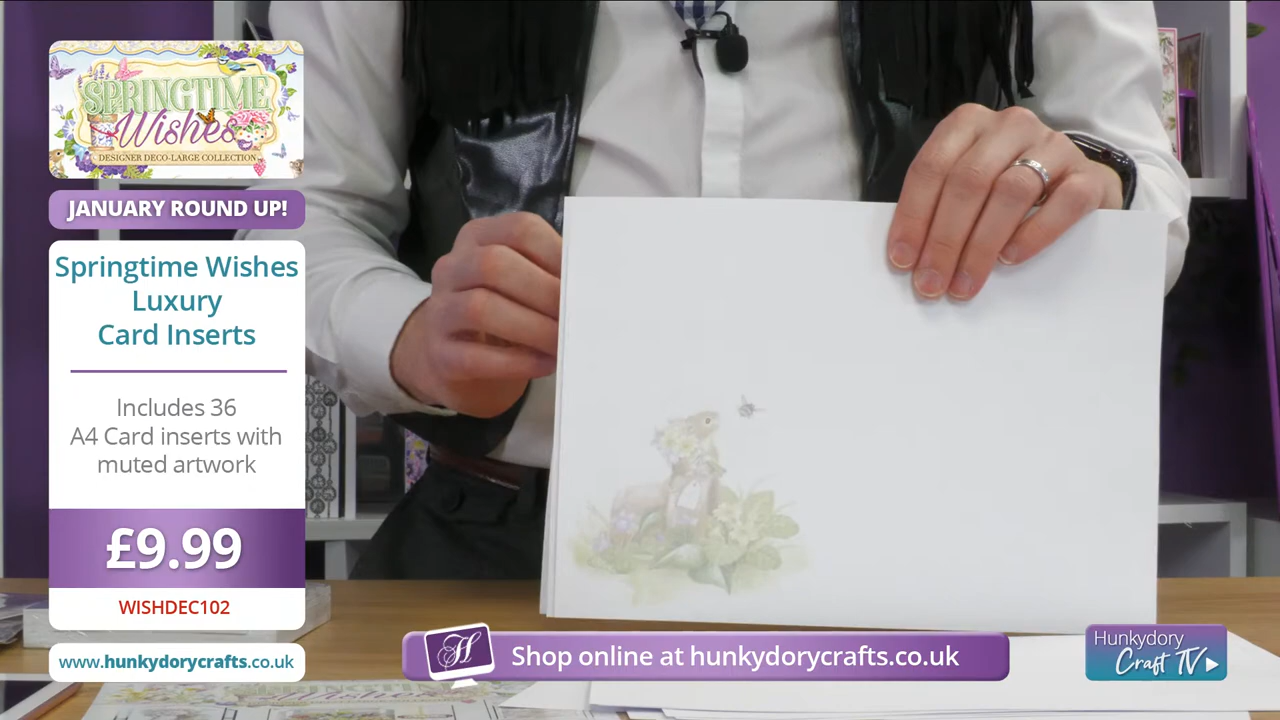 SPRINGTIME
Wishes
DESIGNER DECO-LARGE COLLECTION
JANUARY ROUND UP!
Springtime Wishes
Luxury
Card Inserts
Includes 36
A4 Card inserts with
muted artwork
£9.99
WISHDEC102
www.hunkydorycrafts.co.uk
H
Shop online at hunkydorycrafts.co.uk
Hunkydory
Craft TV
Wishes